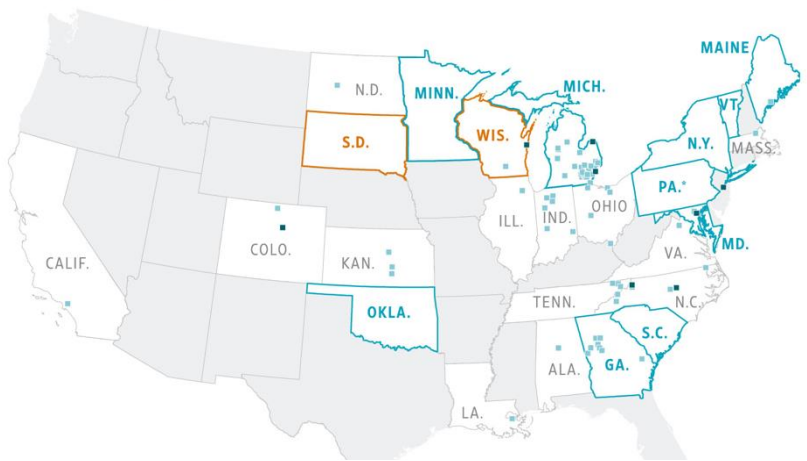 MAINE
N.D.
MINN.
MICH.
VT.
S.D.
WIS.
N.Y.
MASS.
PA.
ILL.
IND.
OHIO
MD.
COLO.
CALIF.
KAN.
VA.
OKLA.
TENN.
N.C.
S.C.
ALA.
GA.
LA.